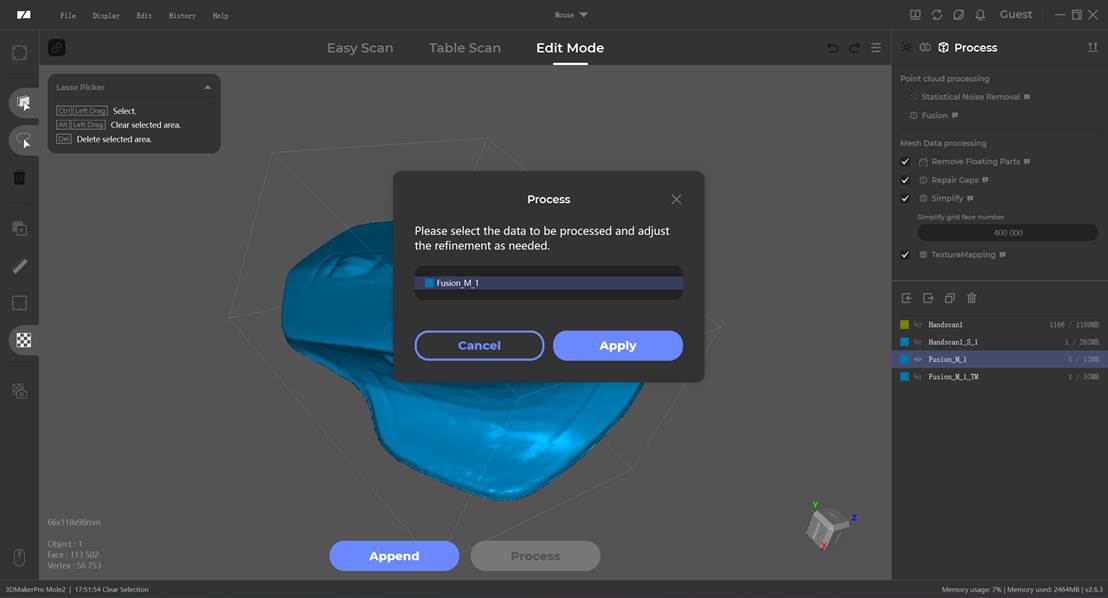 File Display Edit History Help
Mouse
Guest
Easy Scan Table Scan Edit Mode
Process
Lasso Picker
Ctrl Left Drag Select.
Alt Left Drag Clear selected area.
Del Delete selected area.
Point cloud processing
Statistical Noise Removal
Fusion
Mesh Data processing
Remove Floating Parts
Repair Gaps
Simplify
Simplify grid face number
400 000
TextureMapping
Process
Please select the data to be processed and adjust
the refinement as needed.
Fusion_M_1
Cancel Apply
Handscan1 1166 / 1189MB
Handscan1_S_1 1 / 263MB
Fusion_M_1 1 / 13MB
Fusion_M_1_TM 1 / 53MB
Y
Z
X
66x118x98mm
Object : 1
Face : 113 502
Vertex : 56 753
Append Process
3DMakerPro Mole2 | 17:51:54 Clear Selection
Memory usage: 7% | Memory used: 2464MB | v2.6.3